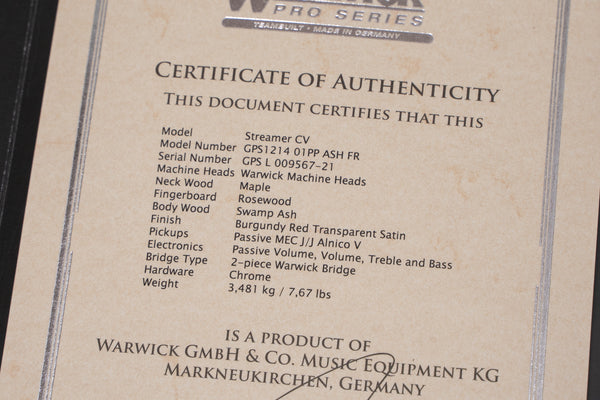 PRO SERIES
TEAMBUILT • MADE IN GERMANY
CERTIFICATE OF AUTHENTICITY
THIS DOCUMENT CERTIFIES THAT THIS
Model Streamer CV
Model Number GPS1214 01PP ASH FR
Serial Number GPS L 009567-21
Machine Heads Warwick Machine Heads
Neck Wood Maple
Fingerboard Rosewood
Body Wood Swamp Ash
Finish Burgundy Red Transparent Satin
Pickups Passive MEC J/J Alnico V
Electronics Passive Volume, Volume, Treble and Bass
Bridge Type 2-piece Warwick Bridge
Hardware Chrome
Weight 3,481 kg / 7,67 lbs
IS A PRODUCT OF
WARWICK GMBH & CO. MUSIC EQUIPMENT KG
MARKNEUKIRCHEN, GERMANY